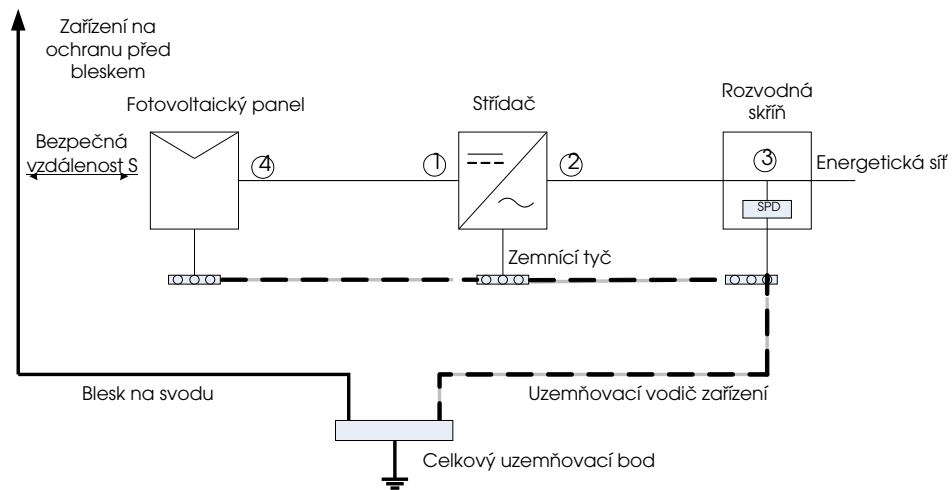 Zařízení na
ochranu před
bleskem
Fotovoltaický panel
Střídač
Rozvodná
skříň
Bezpečná
vzdálenost S
4
1
2
3
Energetická síť
SPD
Zemnící tyč
Blesk na svodu
Uzemňovací vodič zařízení
Celkový uzemňovací bod